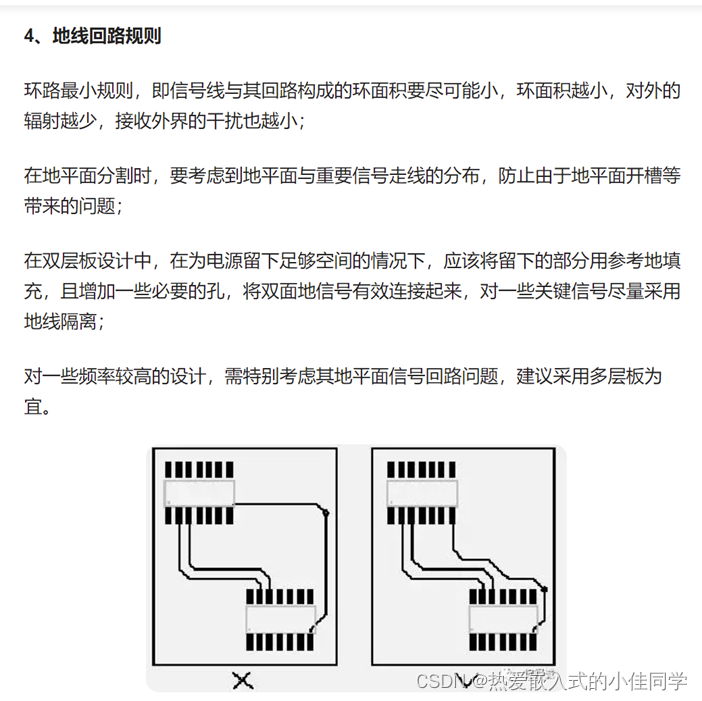 4、地线回路规则
环路最小规则，即信号线与其回路构成的环面积要尽可能小，环面积越小，对外的
辐射越少，接收外界的干扰也越小；
在地平面分割时，要考虑到地平面与重要信号走线的分布，防止由于地平面开槽等
带来的问题；
在双层板设计中，在为电源留下足够空间的情况下，应该将留下的部分用参考地填
充，且增加一些必要的孔，将双面地信号有效连接起来，对一些关键信号尽量采用
地线隔离；
对一些频率较高的设计，需特别考虑其地平面信号回路问题，建议采用多层板为
宜。
CSDN @热爱嵌入式的小佳同学